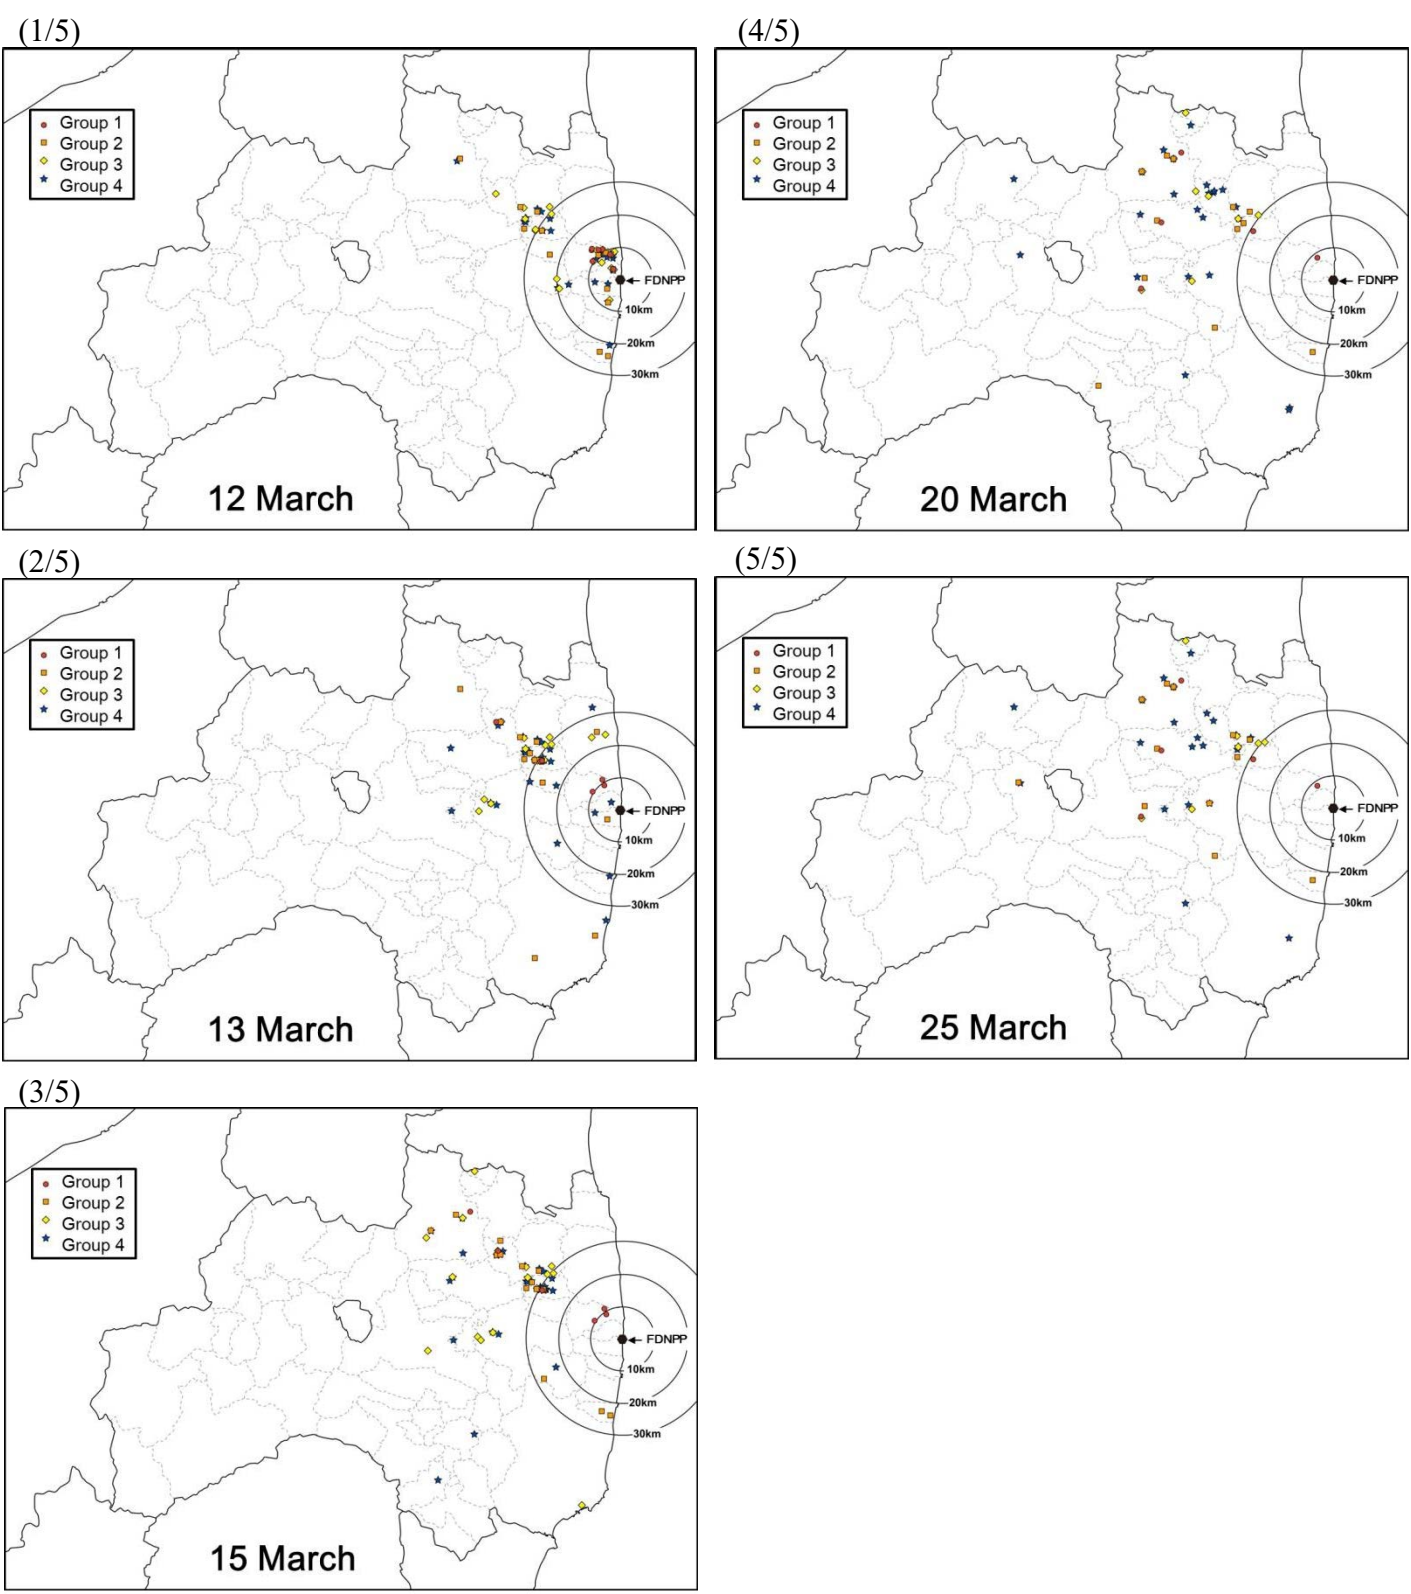 (1/5)
Group 1
Group 2
Group 3
Group 4
FDNPP
10km
20km
30km
12 March
(2/5)
Group 1
Group 2
Group 3
Group 4
FDNPP
10km
20km
30km
13 March
(3/5)
Group 1
Group 2
Group 3
Group 4
FDNPP
10km
20km
30km
15 March
(4/5)
Group 1
Group 2
Group 3
Group 4
FDNPP
10km
20km
30km
20 March
(5/5)
Group 1
Group 2
Group 3
Group 4
FDNPP
10km
20km
30km
25 March